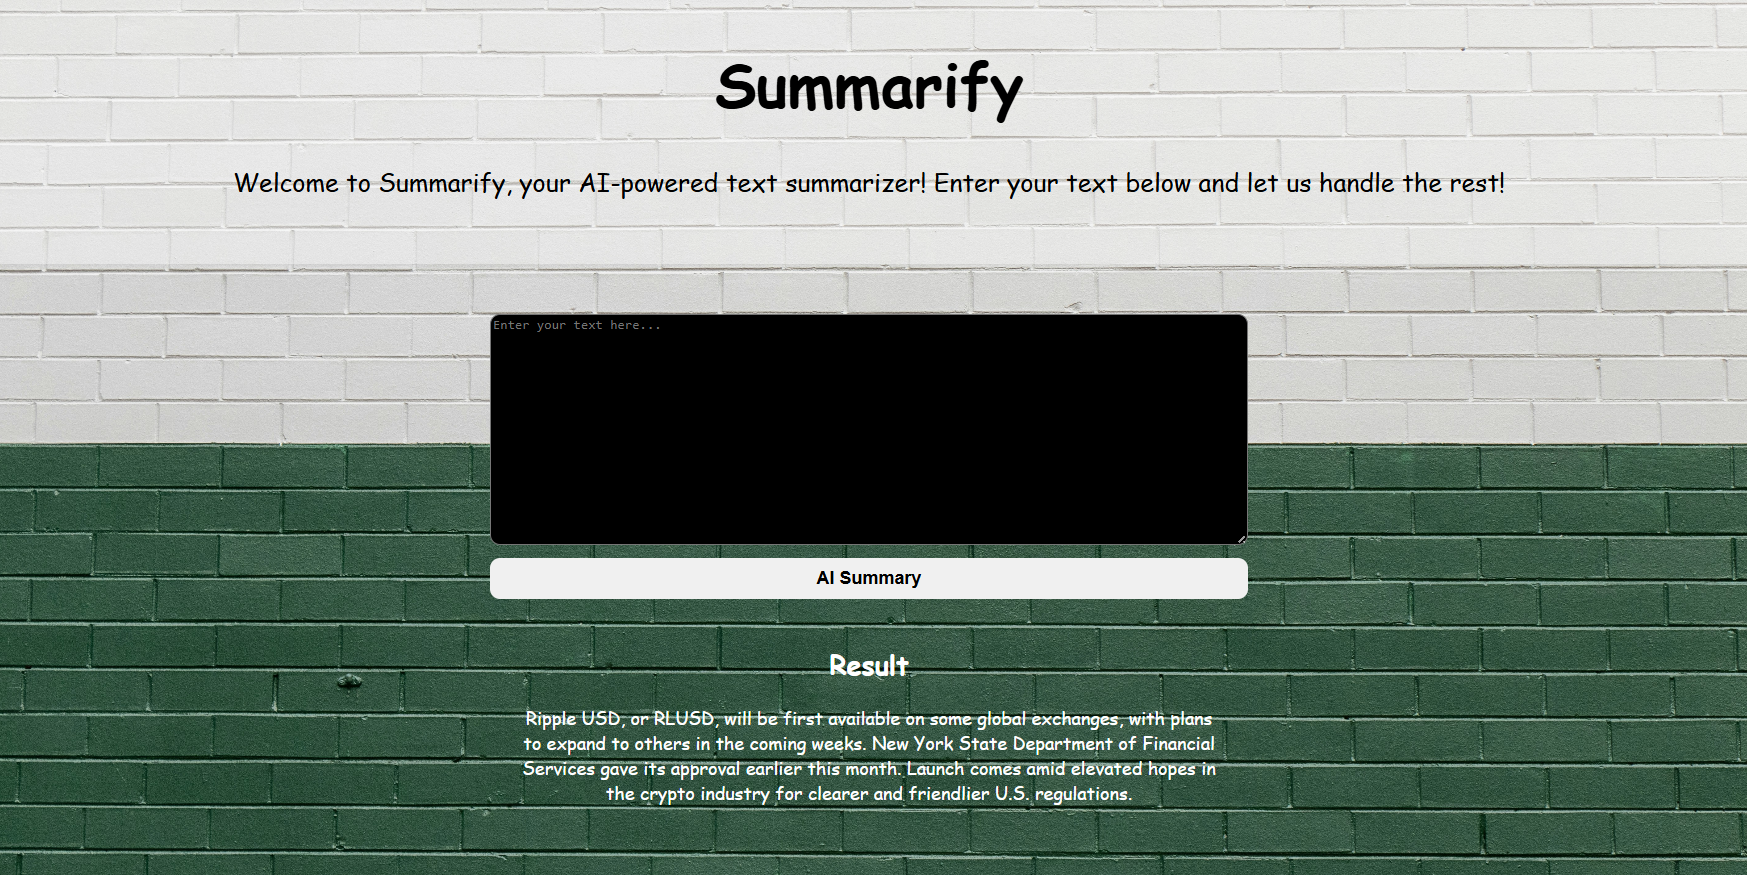 Summarify
Welcome to Summarify, your AI-powered text summarizer! Enter your text below and let us handle the rest!
Enter your text here...
AI Summary
Result
Ripple USD, or RLUSD, will be first available on some global exchanges, with plans
to expand to others in the coming weeks. New York State Department of Financial
Services gave its approval earlier this month. Launch comes amid elevated hopes in
the crypto industry for clearer and friendlier U.S. regulations.